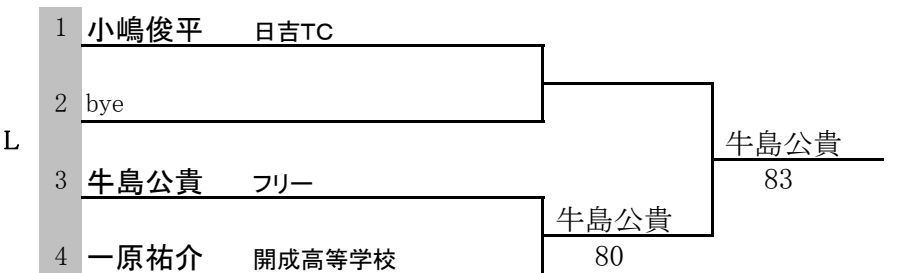 1 小嶋俊平 日吉TC
2 bye
L
牛島公貴
3 牛島公貴 フリー
83
牛島公貴
4 一原祐介 開成高等学校
80